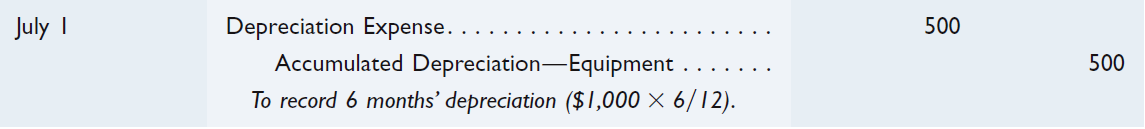 July 1 Depreciation Expense. . . . . . . . . . . . . . . . . . . . . . . . 500
Accumulated Depreciation—Equipment . . . . . . . 500
To record 6 months’ depreciation ($1,000 × 6/12).